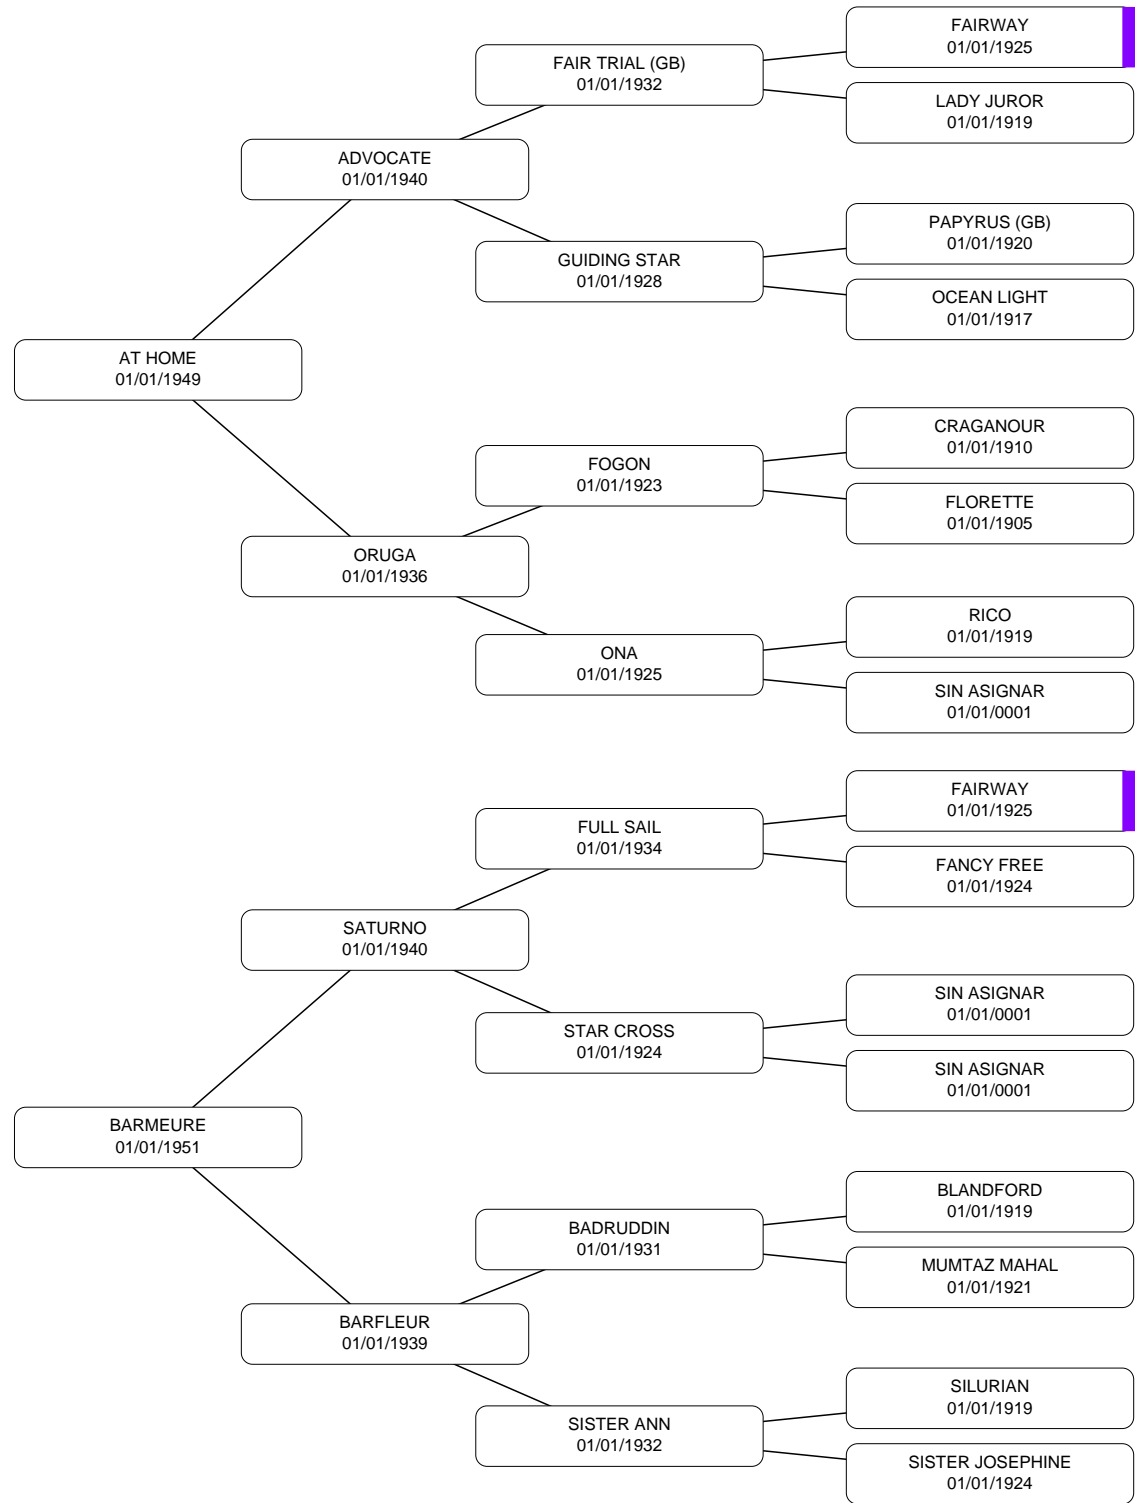 FAIRWAY
01/01/1925
FAIR TRIAL (GB)
01/01/1932
LADY JUROR
01/01/1919
ADVOCATE
01/01/1940
PAPYRUS (GB)
01/01/1920
GUIDING STAR
01/01/1928
OCEAN LIGHT
01/01/1917
AT HOME
01/01/1949
CRAGANOUR
01/01/1910
FOGON
01/01/1923
FLORETTE
01/01/1905
ORUGA
01/01/1936
RICO
01/01/1919
ONA
01/01/1925
SIN ASIGNAR
01/01/0001
FAIRWAY
01/01/1925
FULL SAIL
01/01/1934
FANCY FREE
01/01/1924
SATURNO
01/01/1940
SIN ASIGNAR
01/01/0001
STAR CROSS
01/01/1924
SIN ASIGNAR
01/01/0001
BARMEURE
01/01/1951
BLANDFORD
01/01/1919
BADRUDDIN
01/01/1931
MUMTAZ MAHAL
01/01/1921
BARFLEUR
01/01/1939
SILURIAN
01/01/1919
SISTER ANN
01/01/1932
SISTER JOSEPHINE
01/01/1924